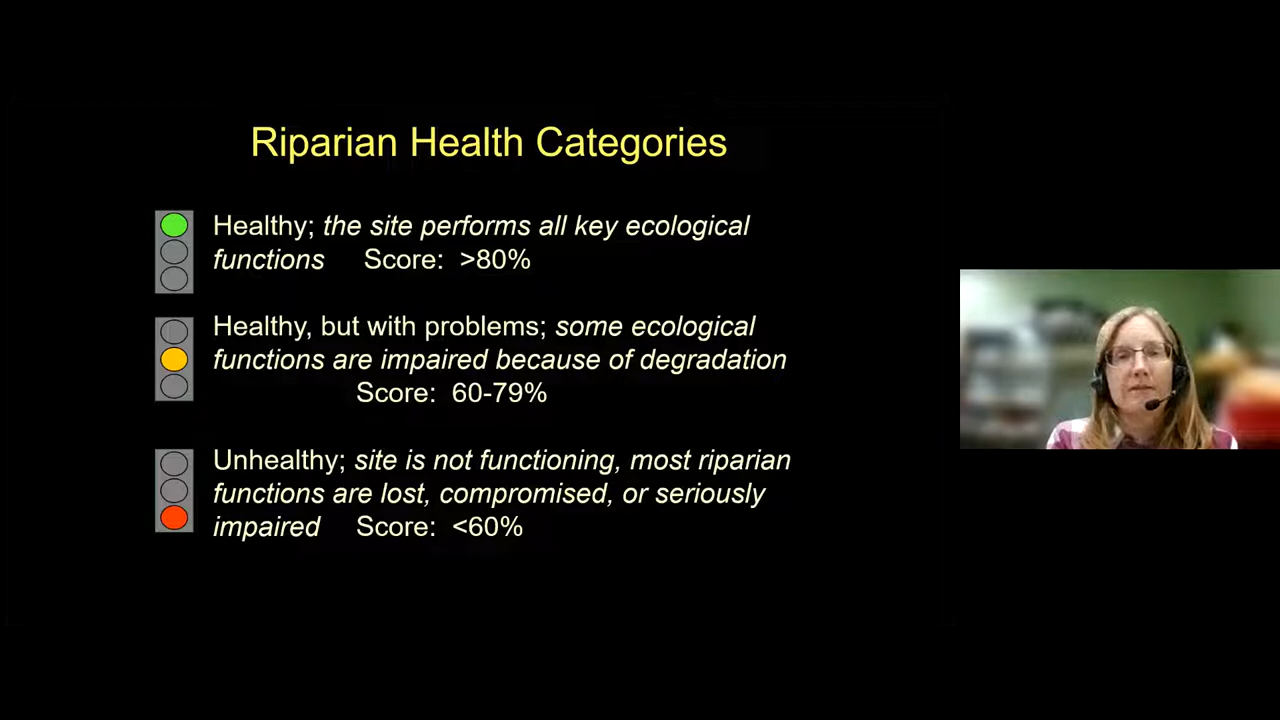 Riparian Health Categories
Healthy; the site performs all key ecological
functions Score: >80%
Healthy, but with problems; some ecological
functions are impaired because of degradation
Score: 60-79%
Unhealthy; site is not functioning, most riparian
functions are lost, compromised, or seriously
impaired Score: <60%